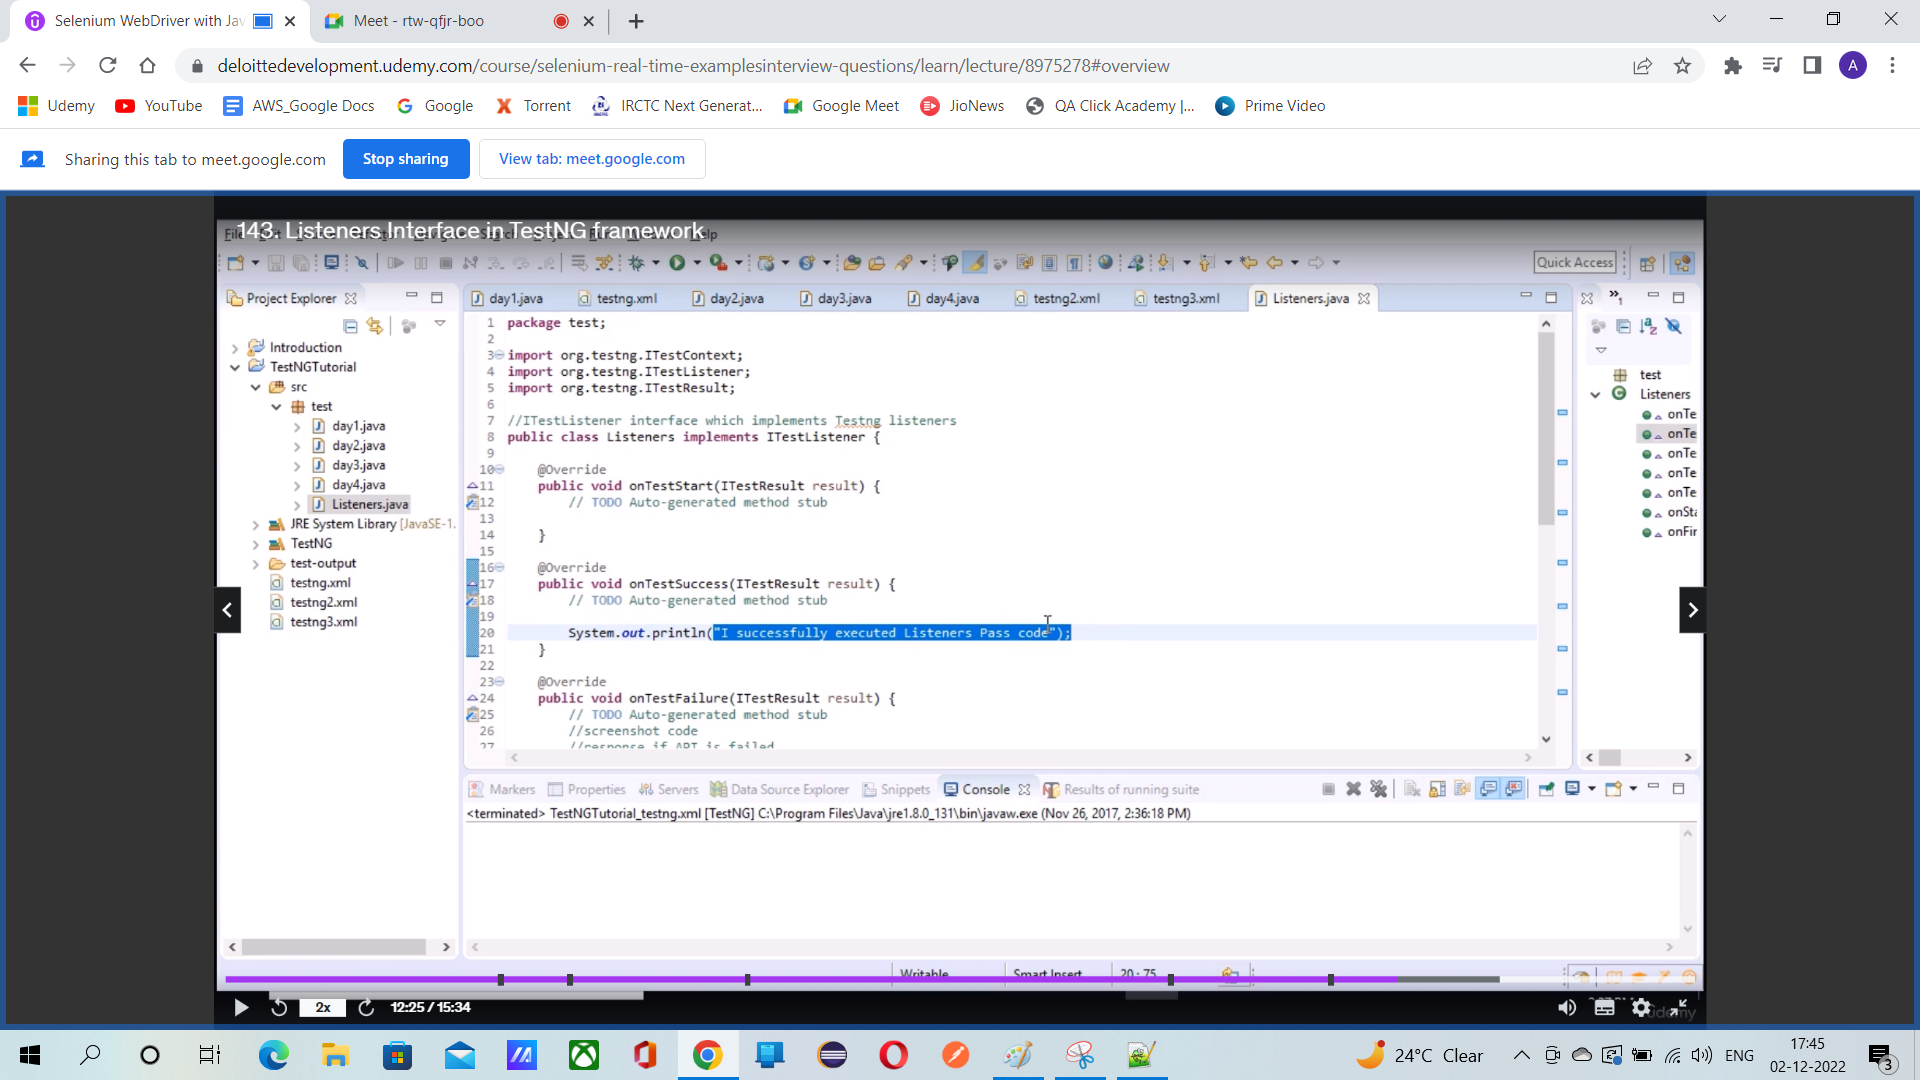 Selenium WebDriver with Jav
Meet - rtw-qfjr-boo
deloittedevelopment.udemy.com/course/selenium-real-time-examplesinterview-questions/learn/lecture/8975278#overview
A
Udemy
YouTube
AWS_Google Docs
Google
Torrent
IRCTC Next Generat...
Google Meet
JioNews
QA Click Academy |...
Prime Video
Sharing this tab to meet.google.com
Stop sharing
View tab: meet.google.com
143. Listeners Interface in TestNG framework
Quick Access
Project Explorer
day1.java
testng.xml
day2.java
day3.java
day4.java
testng2.xml
testng3.xml
Listeners.java
Introduction
TestNGTutorial
src
test
day1.java
day2.java
day3.java
day4.java
Listeners.java
JRE System Library [JavaSE-1.
TestNG
test-output
testng.xml
testng2.xml
testng3.xml
1 package test;
2
3 import org.testng.ITestContext;
4 import org.testng.ITestListener;
5 import org.testng.ITestResult;
6
7 //ITestListener interface which implements Testng listeners
8 public class Listeners implements ITestListener {
9
10 @Override
11 public void onTestStart(ITestResult result) {
12 // TODO Auto-generated method stub
13
14 }
15
16 @Override
17 public void onTestSuccess(ITestResult result) {
18 // TODO Auto-generated method stub
19
20 System.out.println("I successfully executed Listeners Pass code");
21 }
22
23 @Override
24 public void onTestFailure(ITestResult result) {
25 // TODO Auto-generated method stub
26 //screenshot code
27 //response if API is failed
test
Listeners
onTe
onTe
onTe
onTe
onTe
onSta
onFir
Markers
Properties
Servers
Data Source Explorer
Snippets
Console
Results of running suite
<terminated> TestNGTutorial_testng.xml [TestNG] C:\Program Files\Java\jre1.8.0_131\bin\javaw.exe (Nov 26, 2017, 2:36:18 PM)
Writable
Smart Insert
20 : 75
2x
12:25 / 15:34
udemy
24°C Clear
ENG
17:45
02-12-2022
3